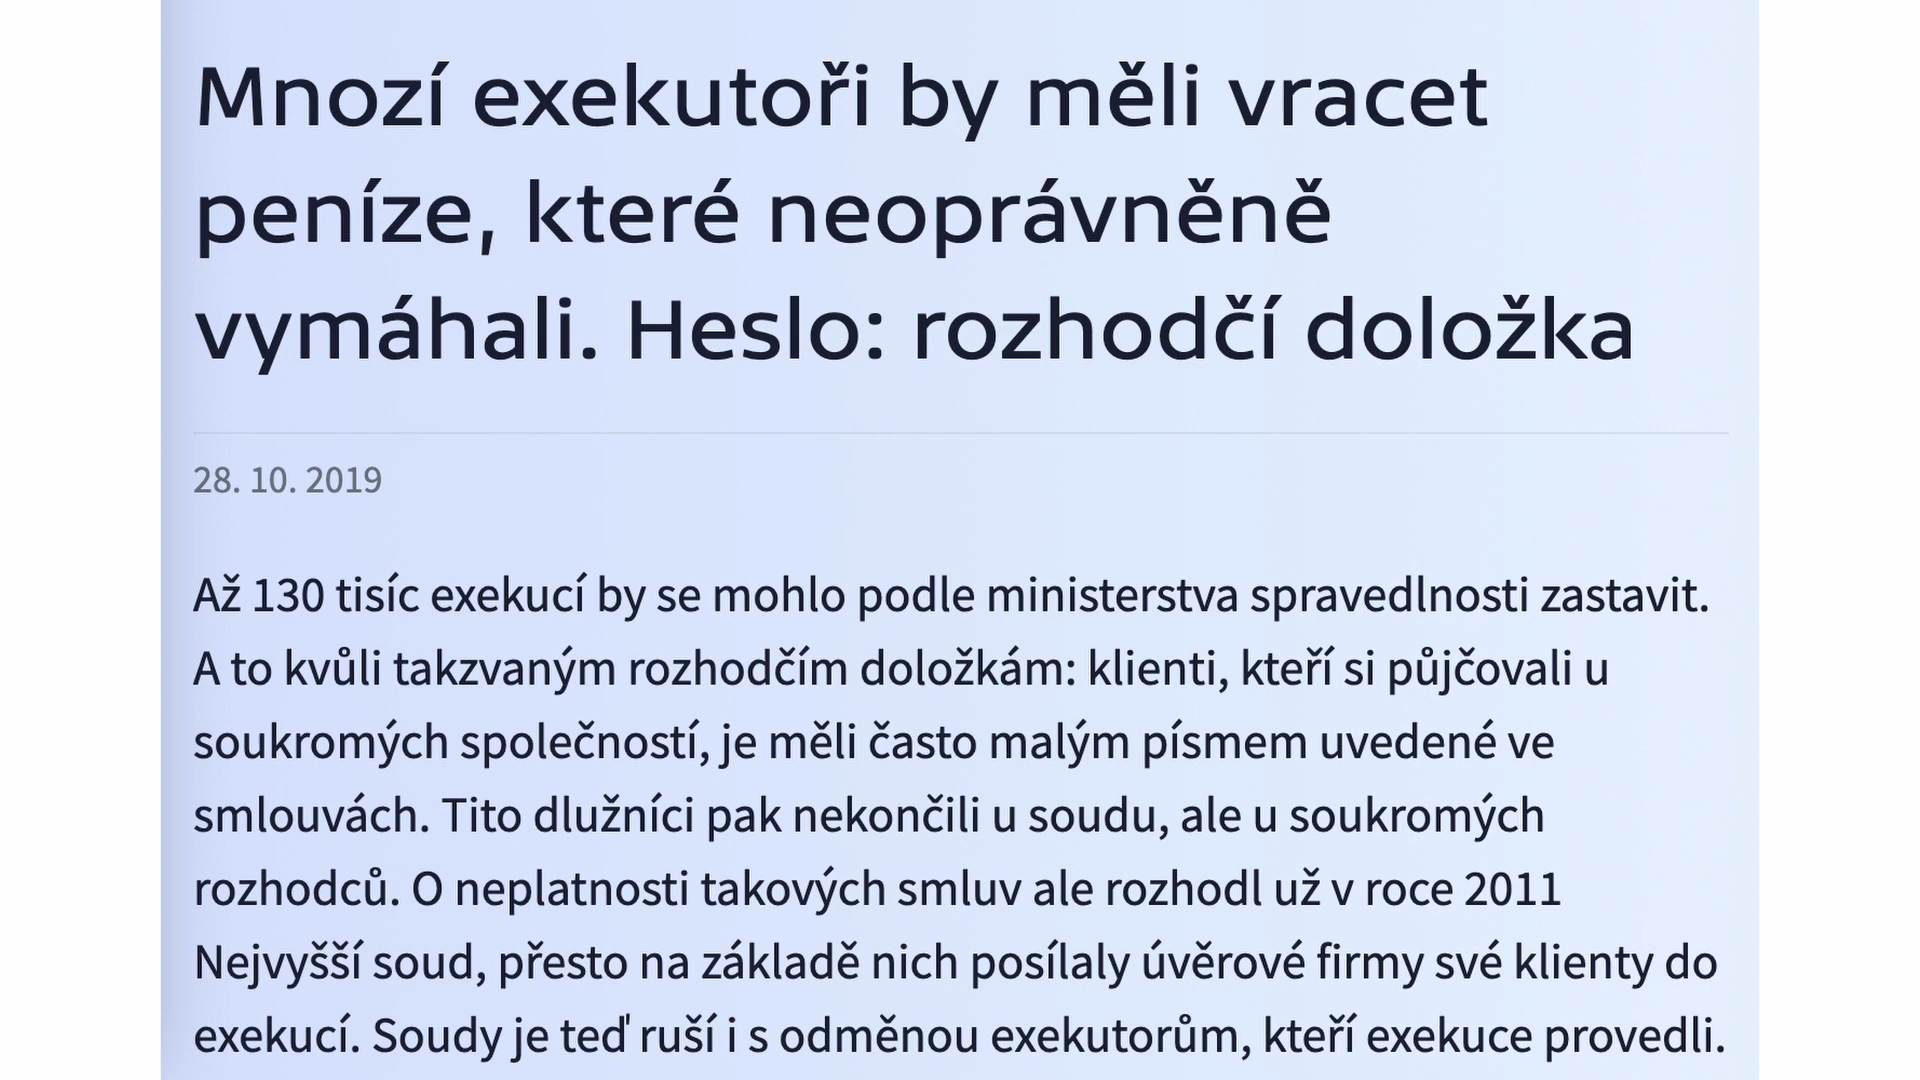 Mnozí exekutoři by měli vracet
peníze, které neoprávněně
vymáhali. Heslo: rozhodčí doložka
28. 10. 2019
Až 130 tisíc exekucí by se mohlo podle ministerstva spravedlnosti zastavit.
A to kvůli takzvaným rozhodčím doložkám: klienti, kteří si půjčovali u
soukromých společností, je měli často malým písmem uvedené ve
smlouvách. Tito dlužníci pak nekončili u soudu, ale u soukromých
rozhodců. O neplatnosti takových smluv ale rozhodl už v roce 2011
Nejvyšší soud, přesto na základě nich posílaly úvěrové firmy své klienty do
exekucí. Soudy je teď ruší i s odměnou exekutorům, kteří exekuce provedli.